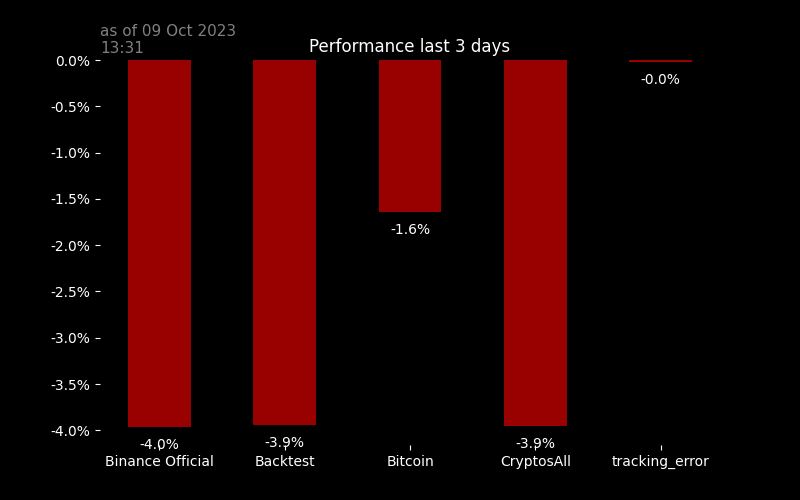 as of 09 Oct 2023
13:31
Performance last 3 days
0.0%
-0.5%
-1.0%
-1.5%
-2.0%
-2.5%
-3.0%
-3.5%
-4.0%
-4.0%
-3.9%
-1.6%
-3.9%
-0.0%
Binance Official
Backtest
Bitcoin
CryptosAll
tracking_error